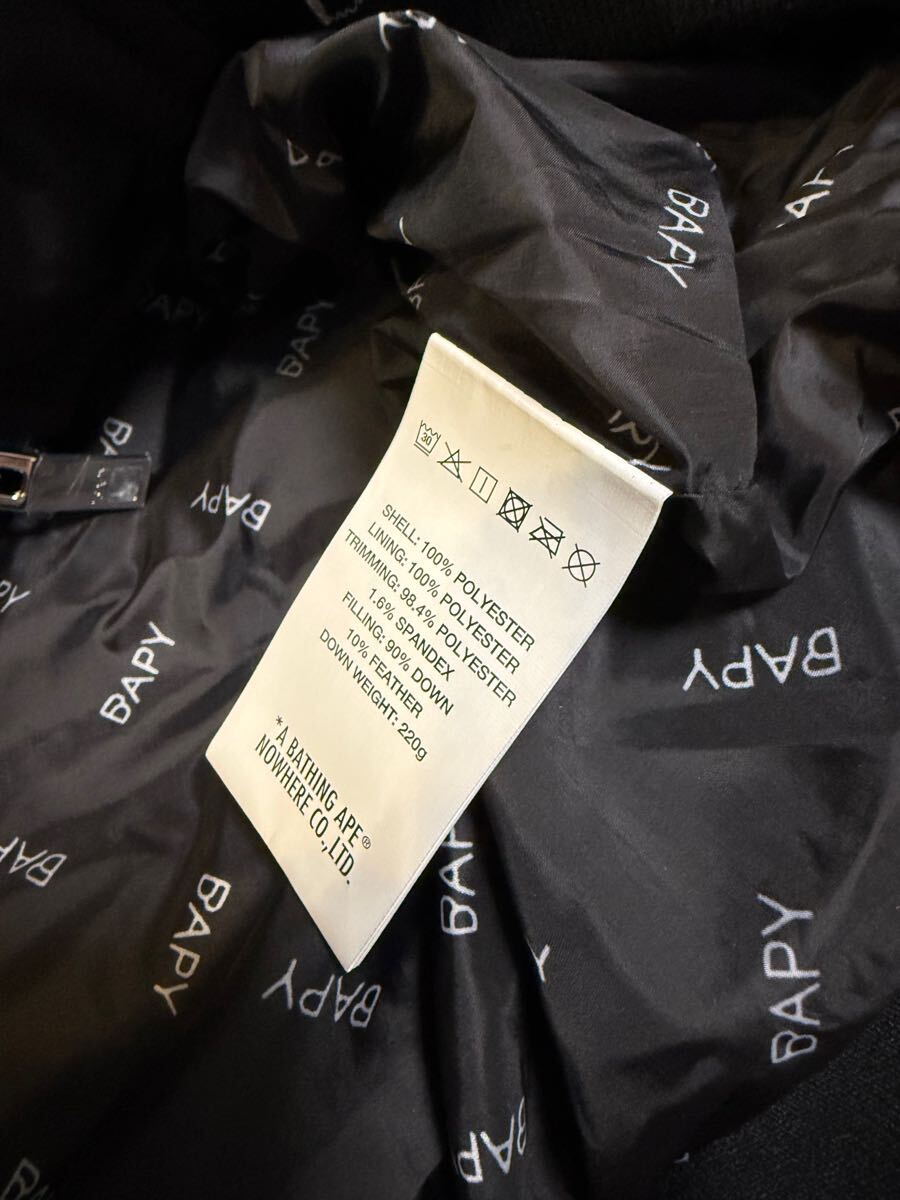 BAPY
BAPY
BAPY
BAPY
30
SHELL: 100% POLYESTER
LINING: 100% POLYESTER
TRIMMING: 98.4% POLYESTER
1.6% SPANDEX
FILLING: 90% DOWN
10% FEATHER
DOWN WEIGHT: 220g
*A BATHING APE®
NOWHERE CO.,LTD.
BAPY
BAPY
BAPY
BAPY
BAPY